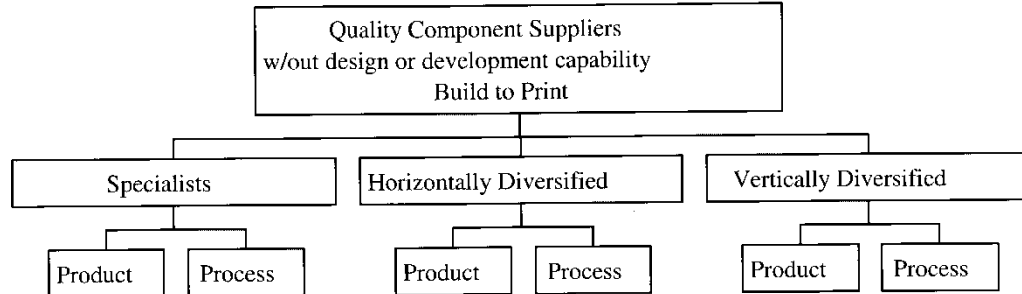 Quality Component Suppliers
w/out design or development capability
Build to Print
Specialists
Horizontally Diversified
Vertically Diversified
Product
Process
Product
Process
Product
Process